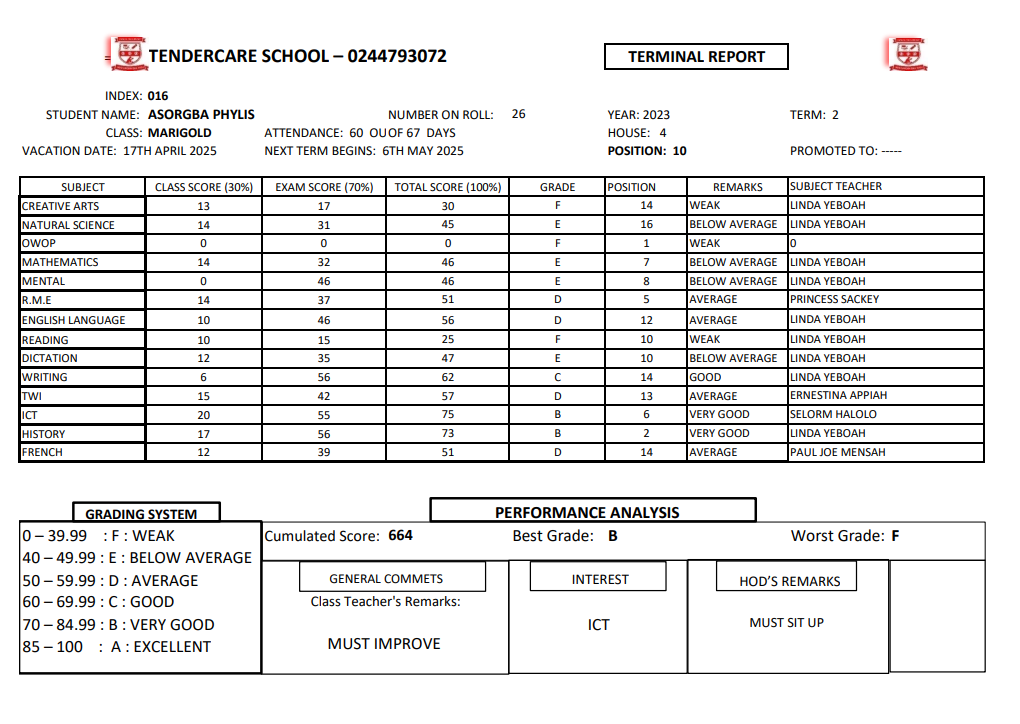 TENDERCARE SCHOOL – 0244793072
TERMINAL REPORT
INDEX: 016
STUDENT NAME: ASORGBA PHYLIS NUMBER ON ROLL: 26 YEAR: 2023 TERM: 2
CLASS: MARIGOLD ATTENDANCE: 60 OU OF 67 DAYS HOUSE: 4
VACATION DATE: 17TH APRIL 2025 NEXT TERM BEGINS: 6TH MAY 2025 POSITION: 10 PROMOTED TO: -----
SUBJECT CLASS SCORE (30%) EXAM SCORE (70%) TOTAL SCORE (100%) GRADE POSITION REMARKS SUBJECT TEACHER
CREATIVE ARTS 13 17 30 F 14 WEAK LINDA YEBOAH
NATURAL SCIENCE 14 31 45 E 16 BELOW AVERAGE LINDA YEBOAH
OWOP 0 0 0 F 1 WEAK 0
MATHEMATICS 14 32 46 E 7 BELOW AVERAGE LINDA YEBOAH
MENTAL 0 46 46 E 8 BELOW AVERAGE LINDA YEBOAH
R.M.E 14 37 51 D 5 AVERAGE PRINCESS SACKEY
ENGLISH LANGUAGE 10 46 56 D 12 AVERAGE LINDA YEBOAH
READING 10 15 25 F 10 WEAK LINDA YEBOAH
DICTATION 12 35 47 E 10 BELOW AVERAGE LINDA YEBOAH
WRITING 6 56 62 C 14 GOOD LINDA YEBOAH
TWI 15 42 57 D 13 AVERAGE ERNESTINA APPIAH
ICT 20 55 75 B 6 VERY GOOD SELORM HALOLO
HISTORY 17 56 73 B 2 VERY GOOD LINDA YEBOAH
FRENCH 12 39 51 D 14 AVERAGE PAUL JOE MENSAH
GRADING SYSTEM
0 – 39.99 : F : WEAK
40 – 49.99 : E : BELOW AVERAGE
50 – 59.99 : D : AVERAGE
60 – 69.99 : C : GOOD
70 – 84.99 : B : VERY GOOD
85 – 100 : A : EXCELLENT
PERFORMANCE ANALYSIS
Cumulated Score: 664 Best Grade: B Worst Grade: F
GENERAL COMMETS
Class Teacher's Remarks:
MUST IMPROVE
INTEREST
ICT
HOD'S REMARKS
MUST SIT UP